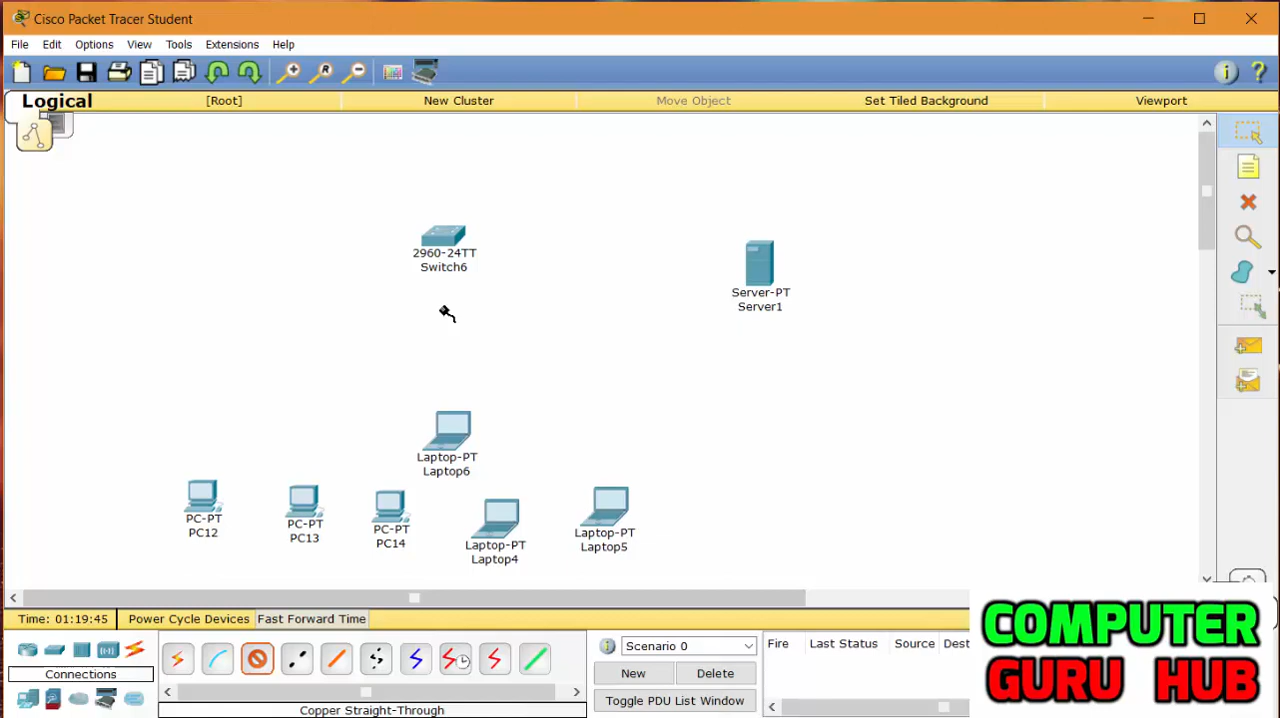 Cisco Packet Tracer Student
File Edit Options View Tools Extensions Help
Logical [Root] New Cluster Move Object Set Tiled Background Viewport
2960-24TT
Switch6
Server-PT
Server1
Laptop-PT
Laptop6
PC-PT
PC12
PC-PT
PC13
PC-PT
PC14
Laptop-PT
Laptop4
Laptop-PT
Laptop5
Time: 01:19:45 Power Cycle Devices Fast Forward Time
Connections
Copper Straight-Through
Scenario 0
New Delete
Toggle PDU List Window
Fire Last Status Source Dest
COMPUTER
GURU HUB